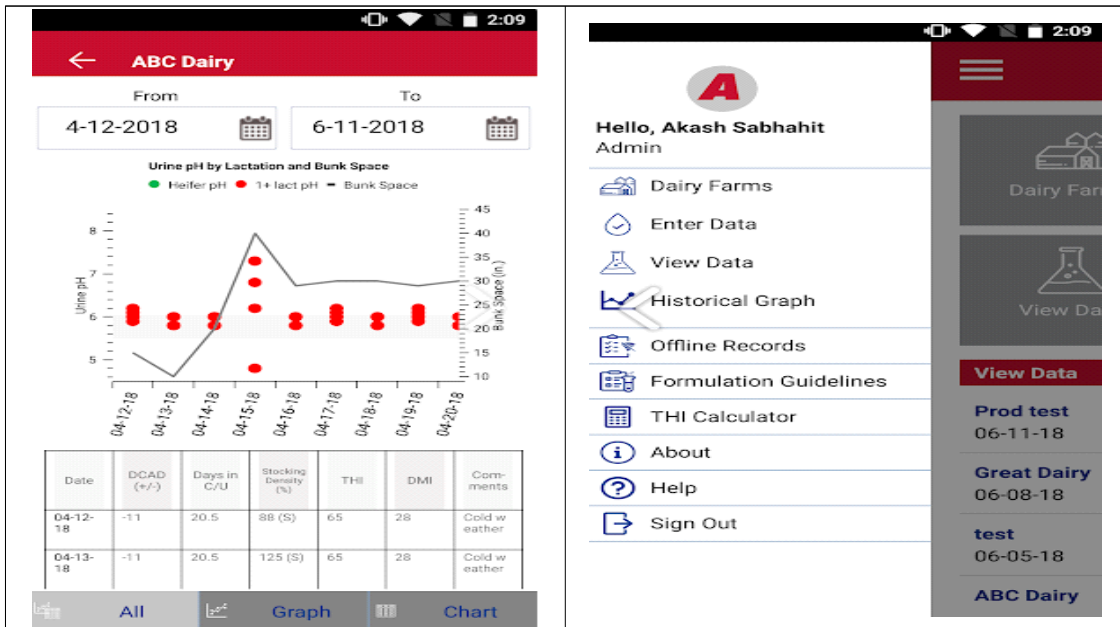 2:09
ABC Dairy
From To
4-12-2018 6-11-2018
Urine pH by Lactation and Bunk Space
Heifer pH 1+ lact pH Bunk Space
Urine pH
8
7
6
5
45
40
35
30
25
20
15
10
Bunk Space (in.)
04-12-18 04-13-18 04-14-18 04-15-18 04-16-18 04-17-18 04-18-18 04-19-18 04-20-18
Date DCAD (+/-) Days in C/U Stocking Density (%) THI DMI Com-ments
04-12-18 -11 20.5 88 (S) 65 28 Cold w eather
04-13-18 -11 20.5 125 (S) 65 28 Cold w eather
All Graph Chart
2:09
A
Hello, Akash Sabhahit
Admin
Dairy Farms
Enter Data
View Data
Historical Graph
Offline Records
Formulation Guidelines
THI Calculator
About
Help
Sign Out
Dairy Far
View Da
View Data
Prod test
06-11-18
Great Dairy
06-08-18
test
06-05-18
ABC Dairy